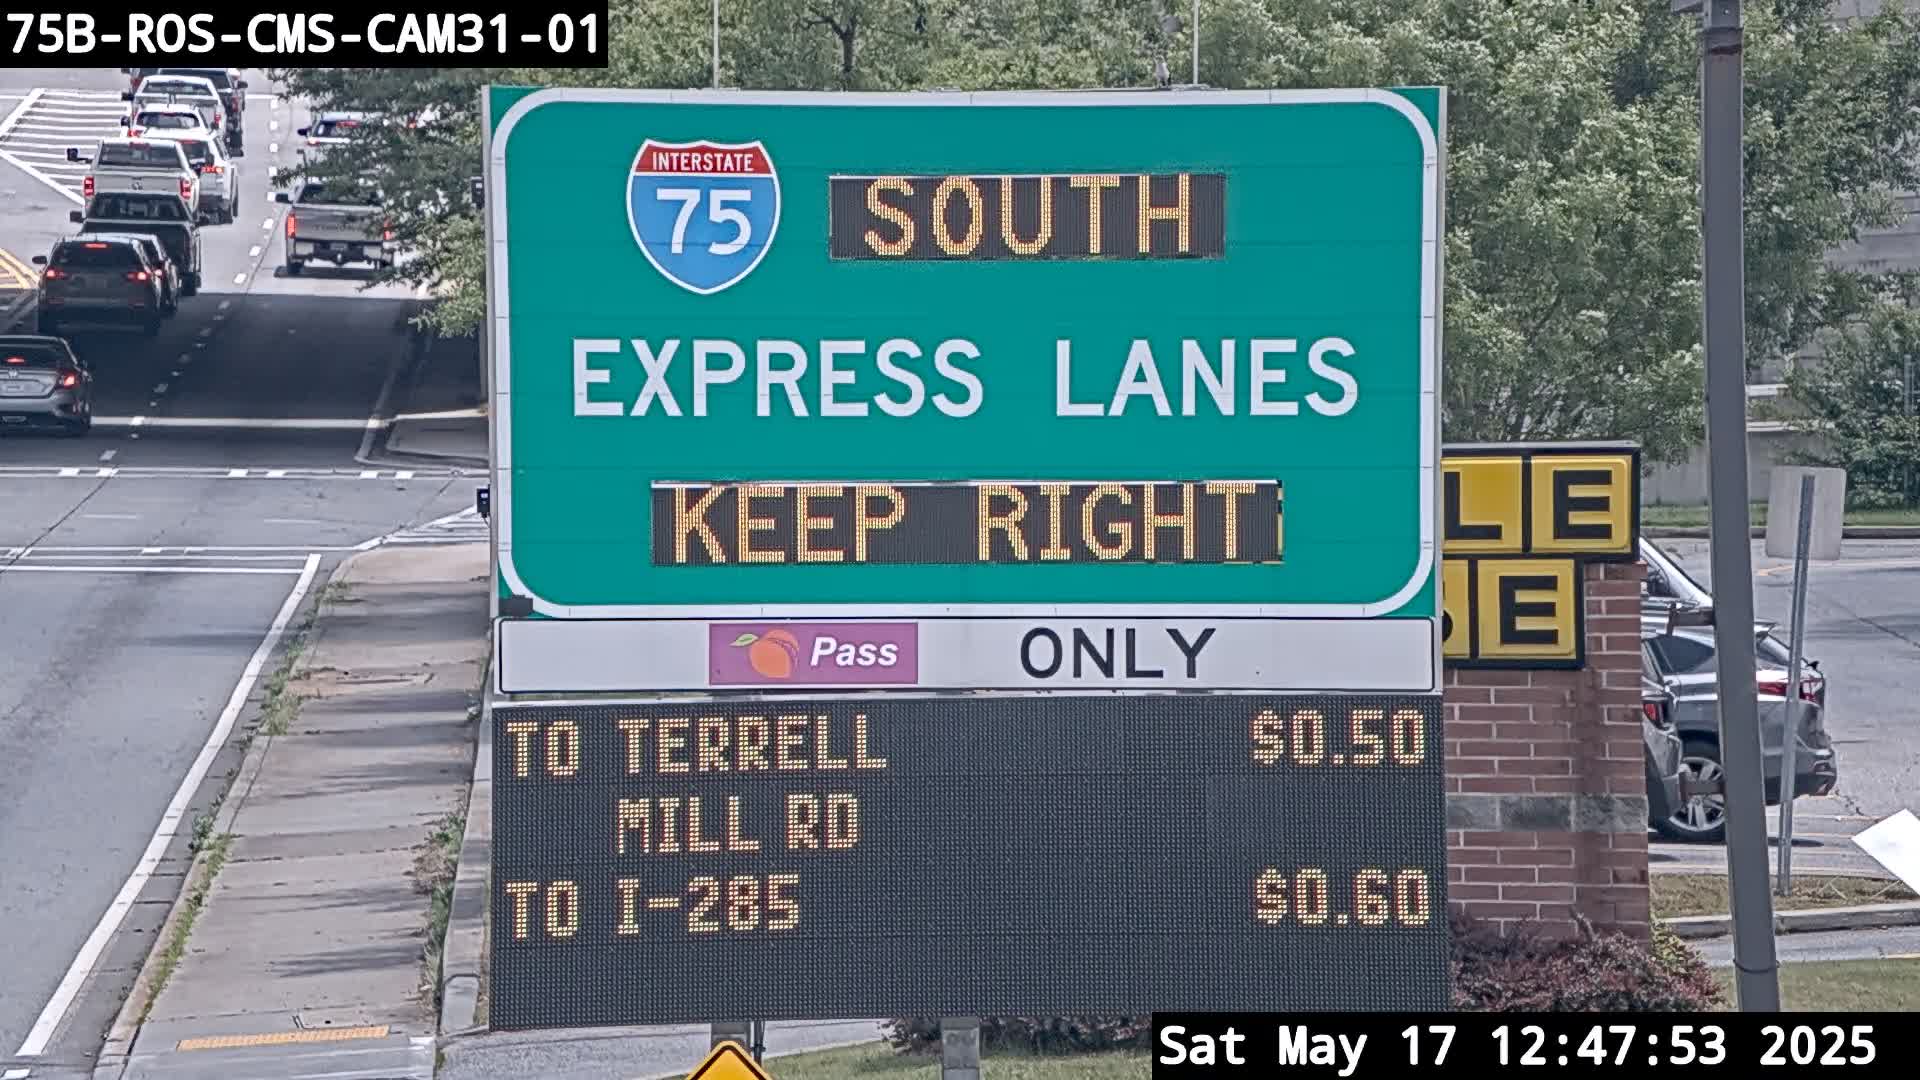 75B-ROS-CMS-CAM31-01
INTERSTATE
75
SOUTH
EXPRESS LANES
KEEP RIGHT
Pass ONLY
TO TERRELL $0.50
MILL RD
TO I-285 $0.60
LE
E
Sat May 17 12:47:53 2025